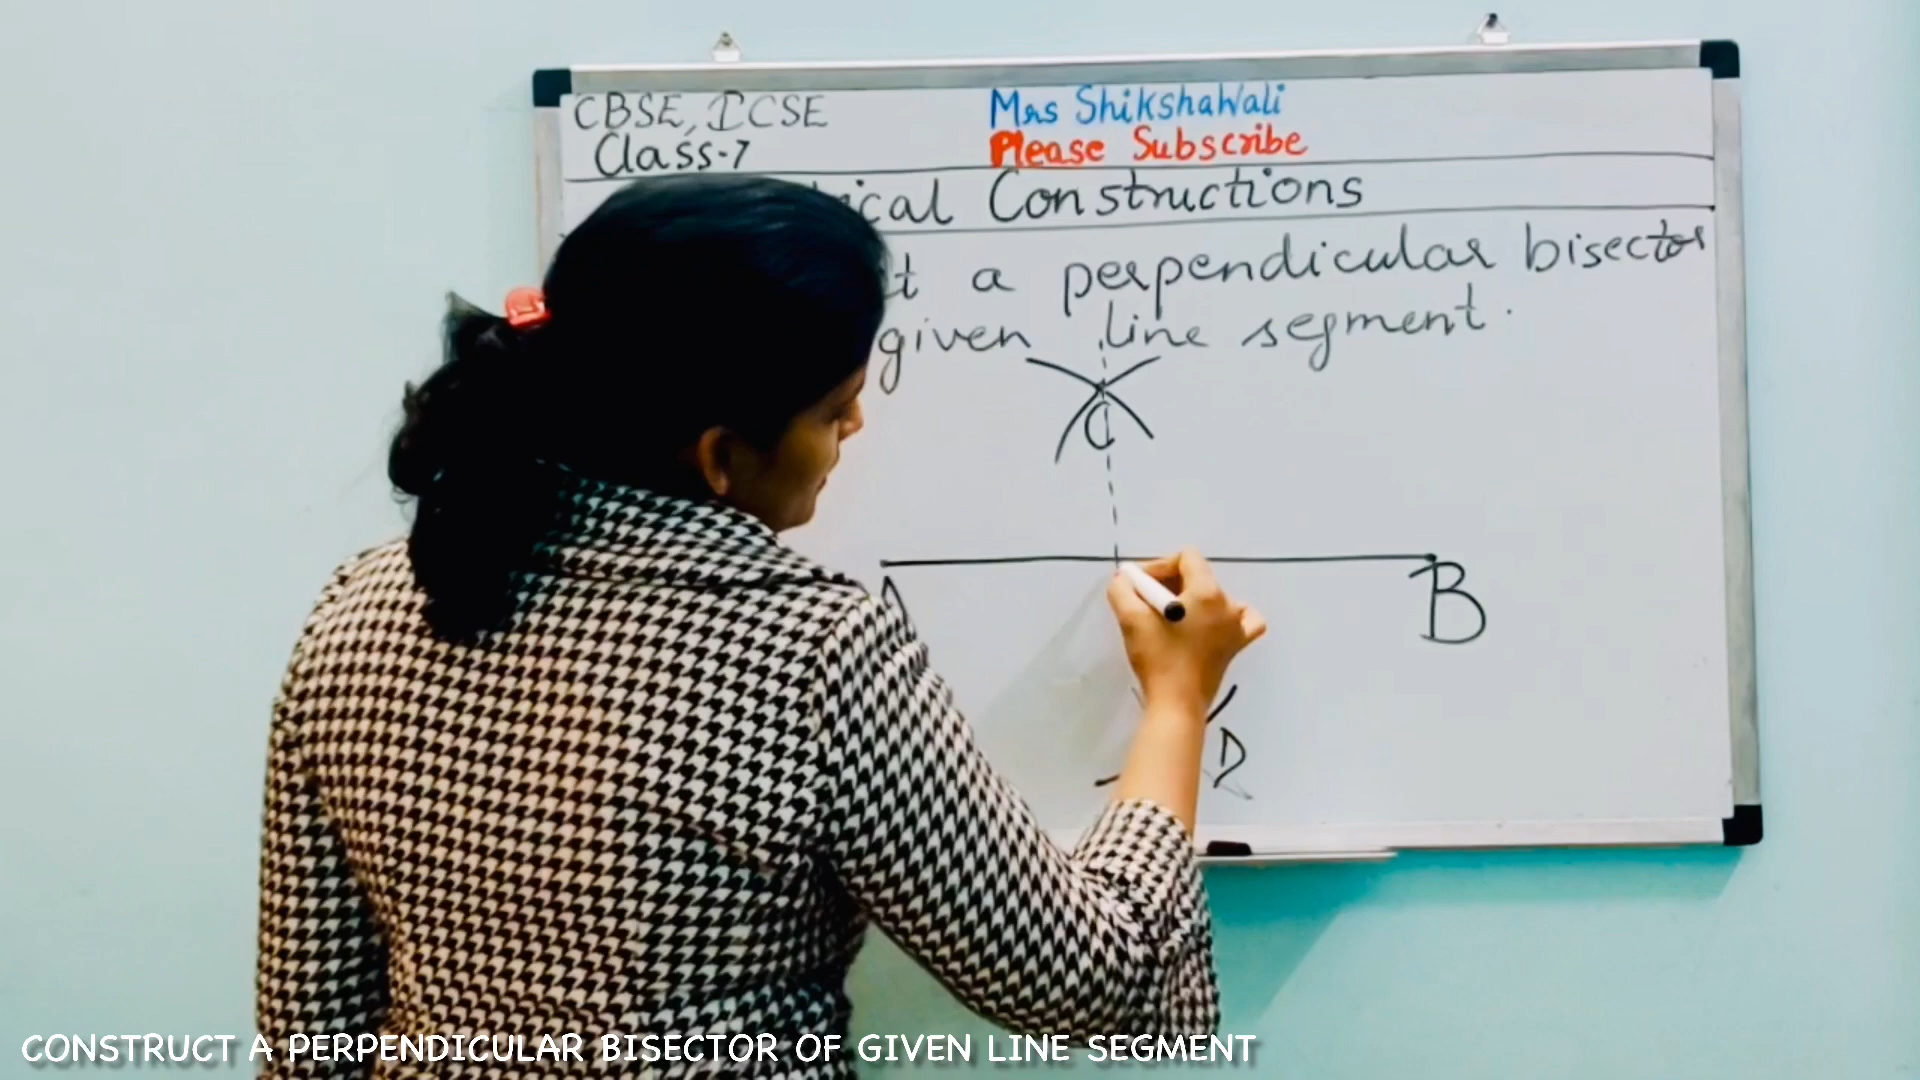 CBSE, ICSE
Class-7
Mrs ShikshaWali
Please Subscribe
Constructions
a perpendicular bisector
given line segment.
C
A
B
D
CONSTRUCT A PERPENDICULAR BISECTOR OF GIVEN LINE SEGMENT